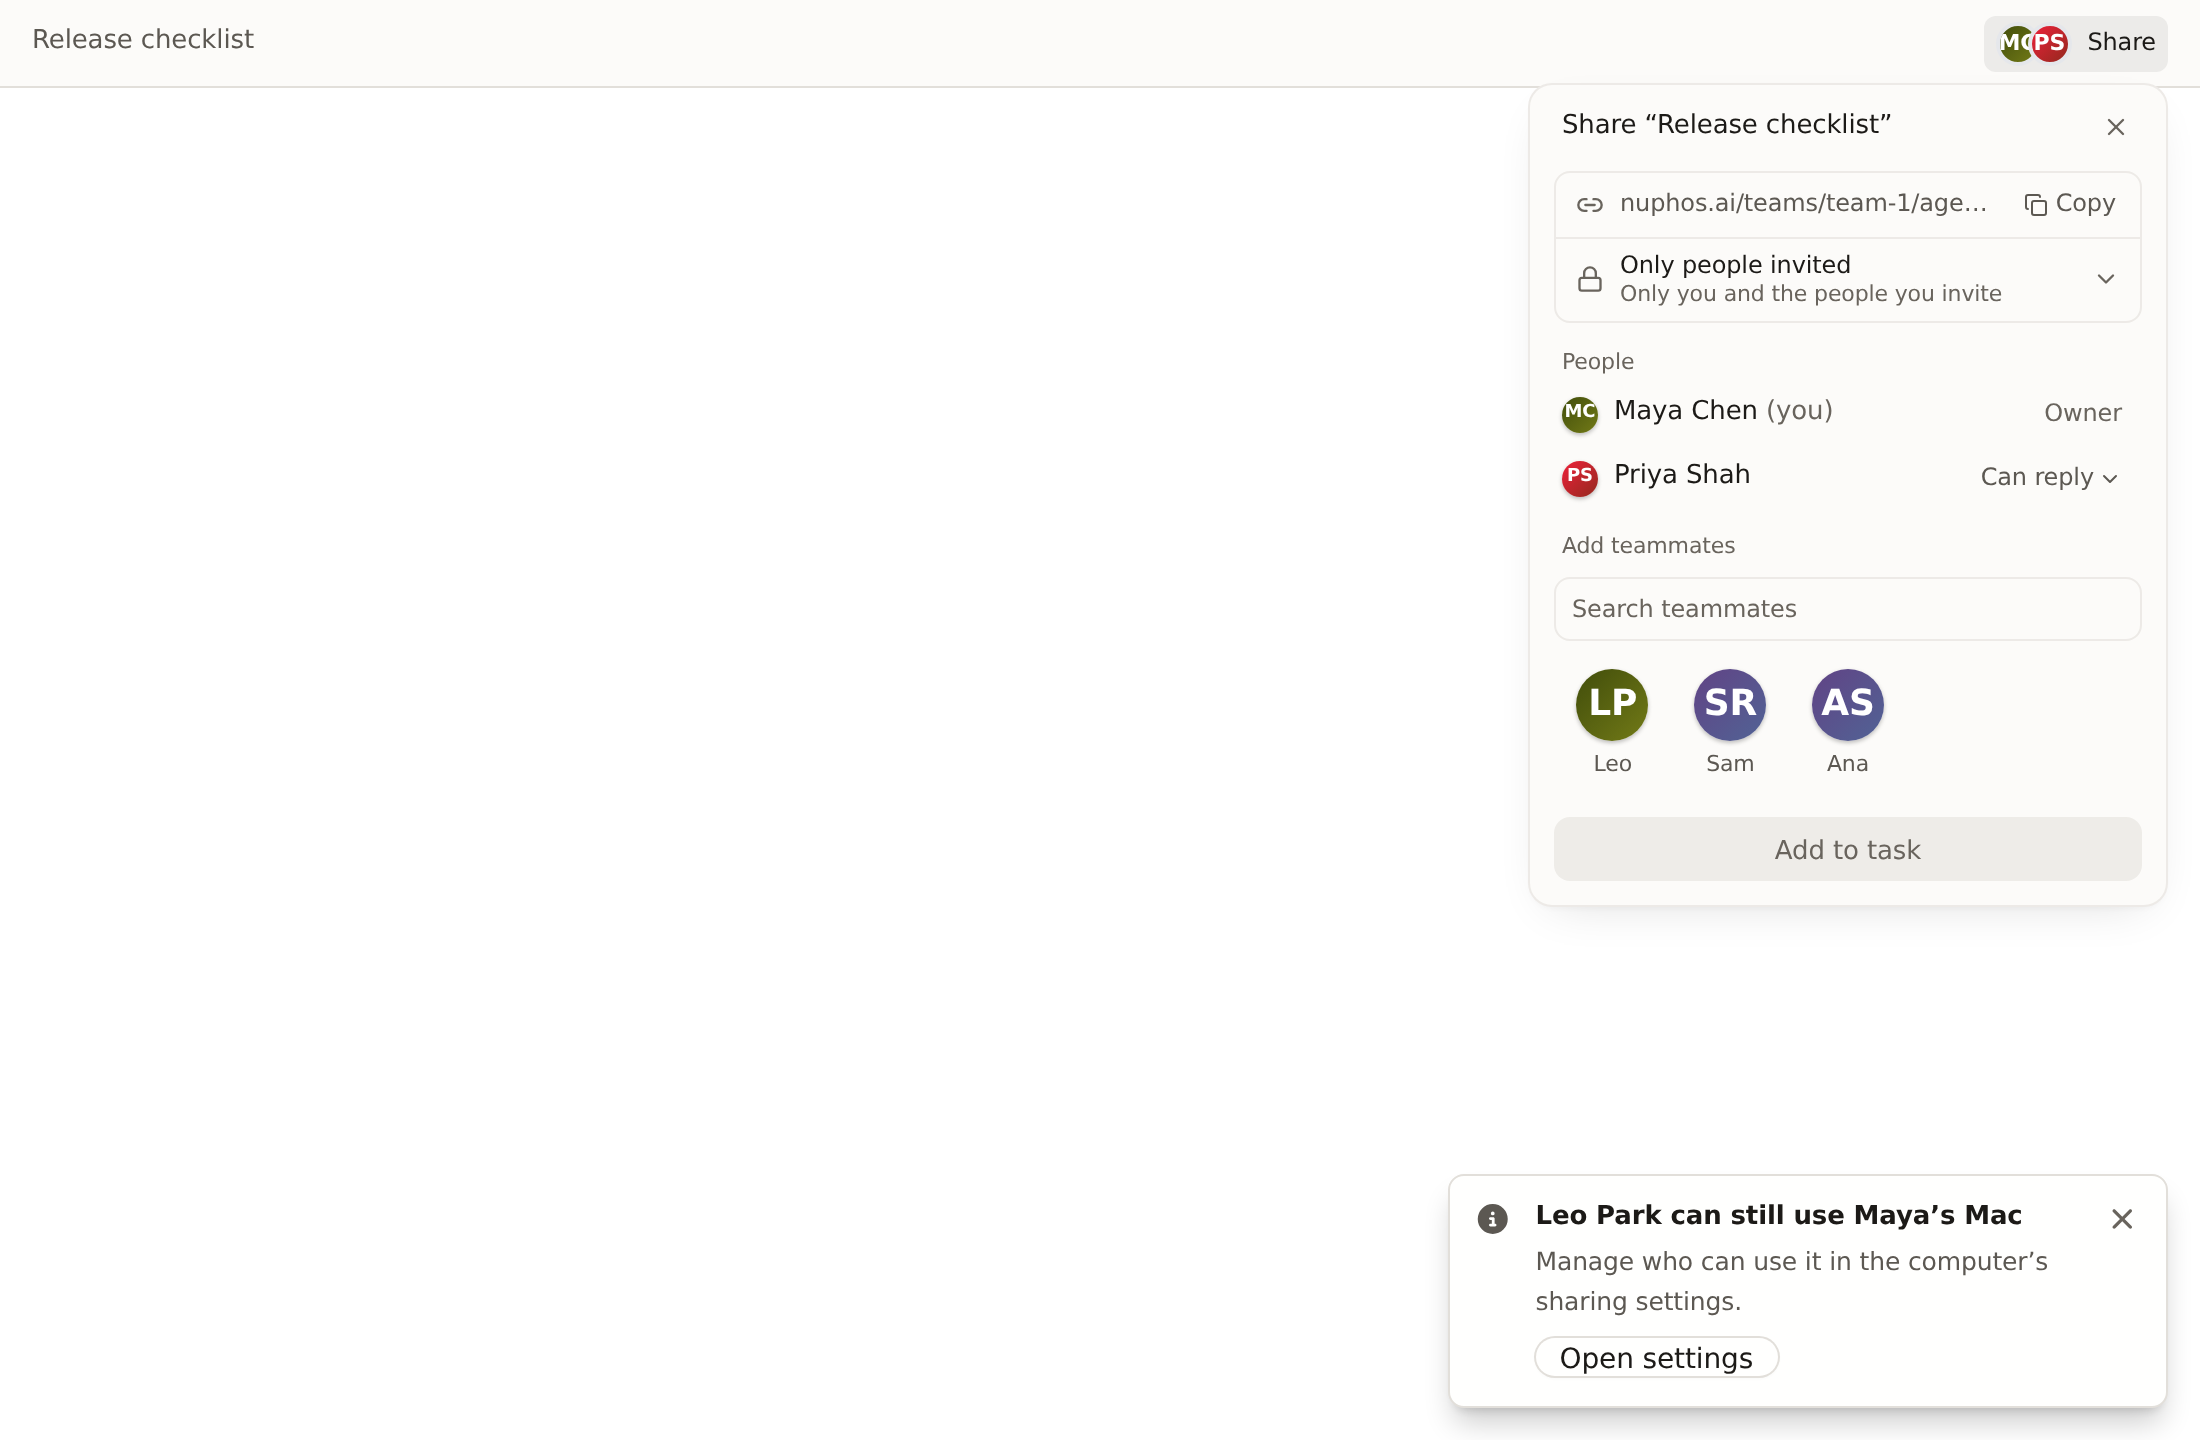 Release checklist
PS
Share
Share “Release checklist”
nuphos.ai/teams/team-1/age...
Copy
Only people invited
Only you and the people you invite
People
MC
Maya Chen (you)
Owner
PS
Priya Shah
Can reply
Add teammates
Search teammates
LP
SR
AS
Leo
Sam
Ana
Add to task
Leo Park can still use Maya’s Mac
Manage who can use it in the computer’s
sharing settings.
Open settings